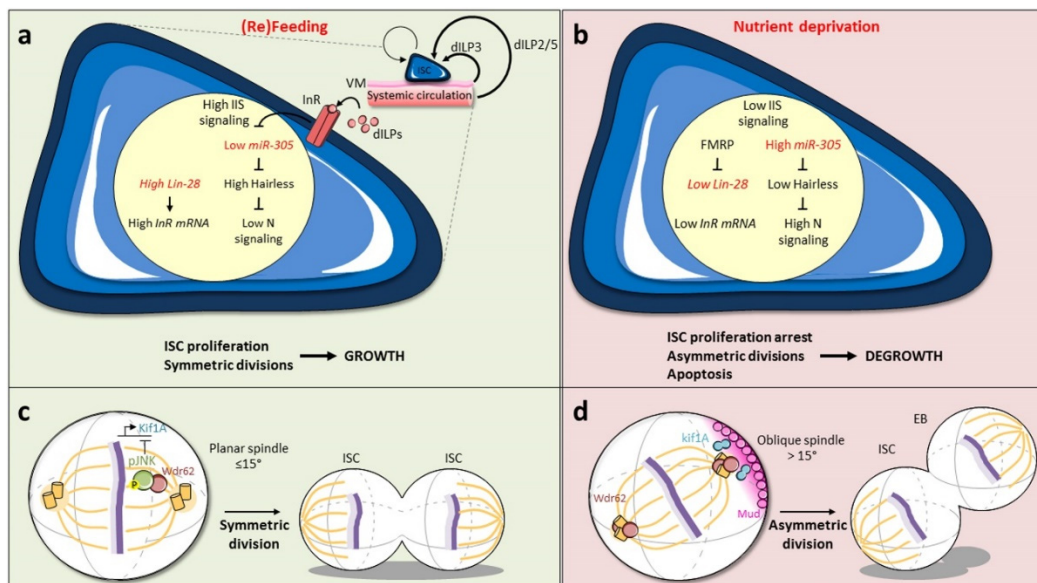 a
(Re)Feeding
dILP2/5
dILP3
ISC
VM
Systemic circulation
InR
dILPs
High IIS
signaling
Low miR-305
High Lin-28
High Hairless
High InR mRNA
Low N
signaling
ISC proliferation
Symmetric divisions
GROWTH
b
Nutrient deprivation
Low IIS
signaling
FMRP
High miR-305
Low Lin-28
Low Hairless
Low InR mRNA
High N
signaling
ISC proliferation arrest
Asymmetric divisions
Apoptosis
DEGROWTH
c
Kif1A
pJNK
Wdr62
P
Planar spindle
≤15°
Symmetric
division
ISC
ISC
d
kif1A
Wdr62
Mud
Oblique spindle
> 15°
Asymmetric
division
EB
ISC